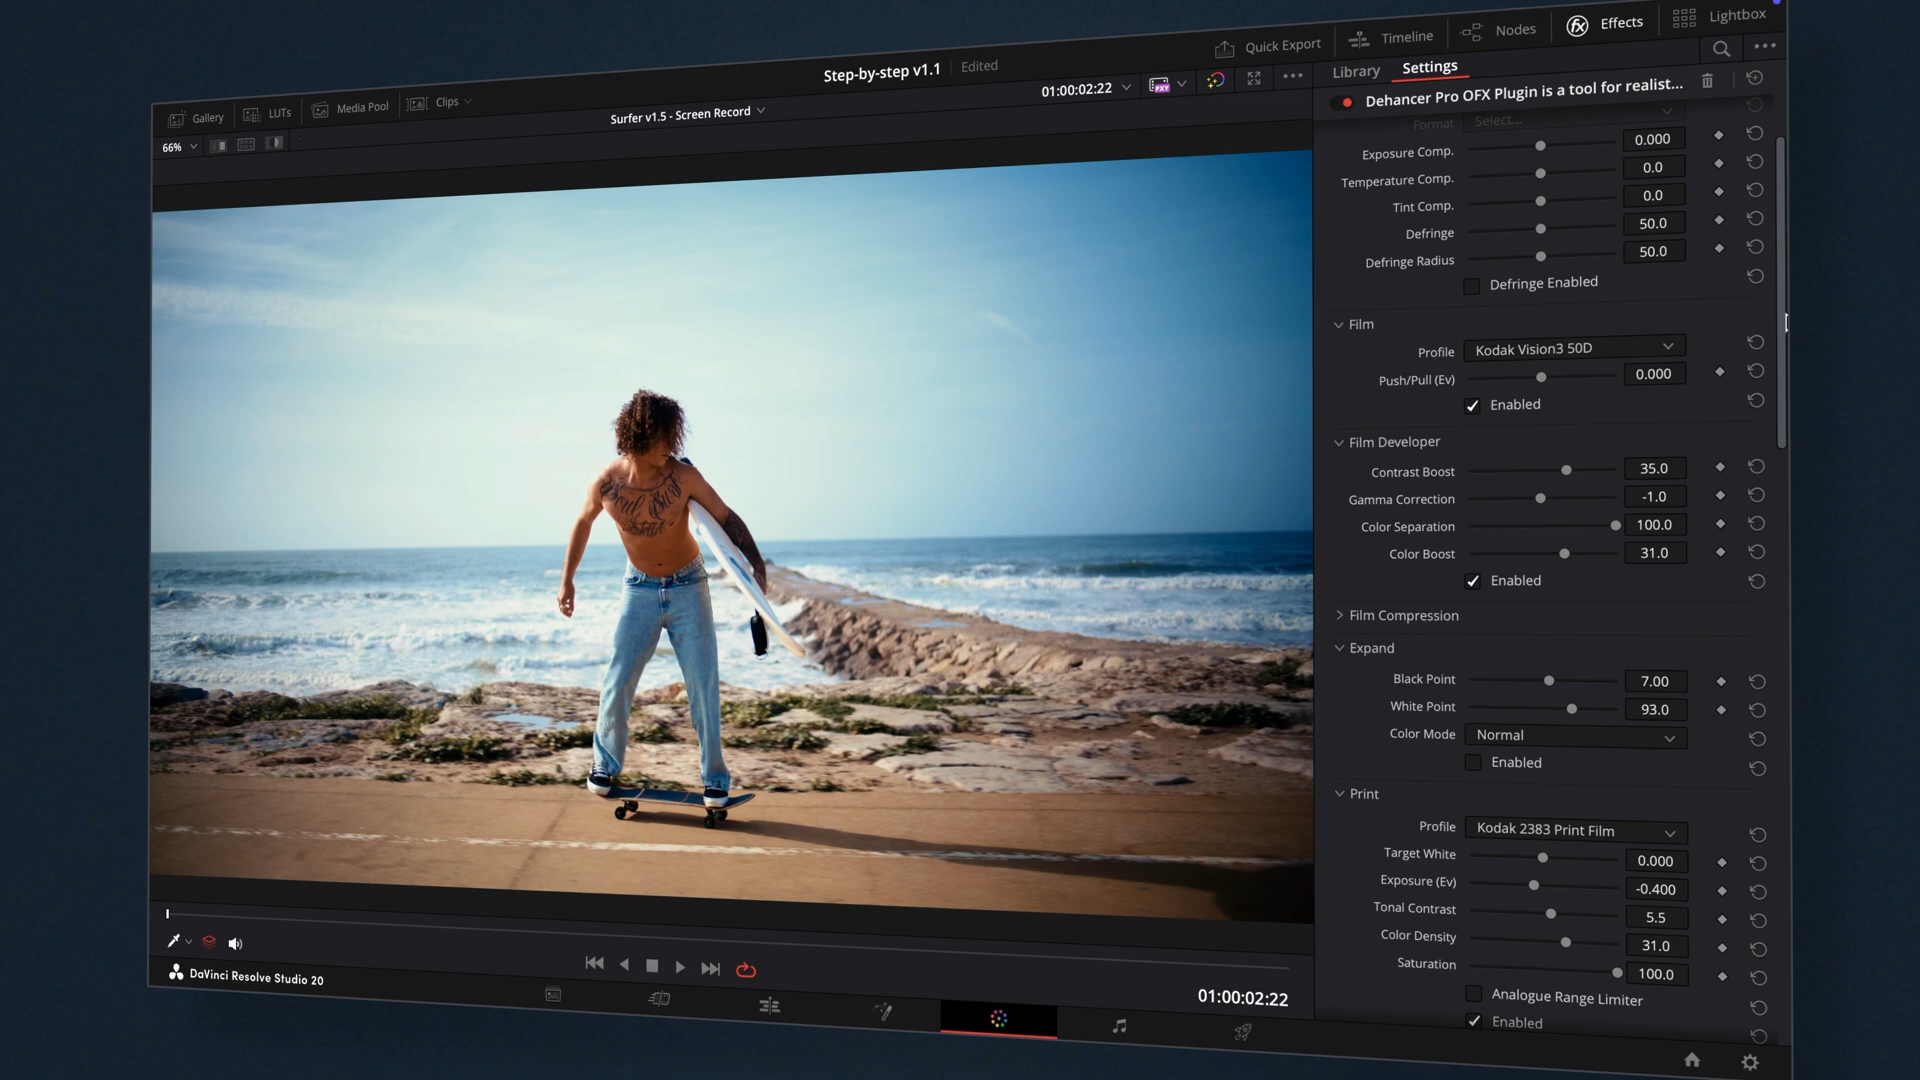 Quick Export
Timeline
Nodes
Effects
Lightbox
Step-by-step v1.1
Edited
Gallery
LUTs
Media Pool
Clips
Surfer v1.5 - Screen Record
01:00:02:22
PXY
66%
Library
Settings
Dehancer Pro OFX Plugin is a tool for realist...
Format Select...
Exposure Comp. 0.000
Temperature Comp. 0.0
Tint Comp. 0.0
Defringe 50.0
Defringe Radius 50.0
Defringe Enabled
Film
Profile Kodak Vision3 50D
Push/Pull (Ev) 0.000
Enabled
Film Developer
Contrast Boost 35.0
Gamma Correction -1.0
Color Separation 100.0
Color Boost 31.0
Enabled
Film Compression
Expand
Black Point 7.00
White Point 93.0
Color Mode Normal
Enabled
Print
Profile Kodak 2383 Print Film
Target White 0.000
Exposure (Ev) -0.400
Tonal Contrast 5.5
Color Density 31.0
Saturation 100.0
Analogue Range Limiter
Enabled
DaVinci Resolve Studio 20
01:00:02:22